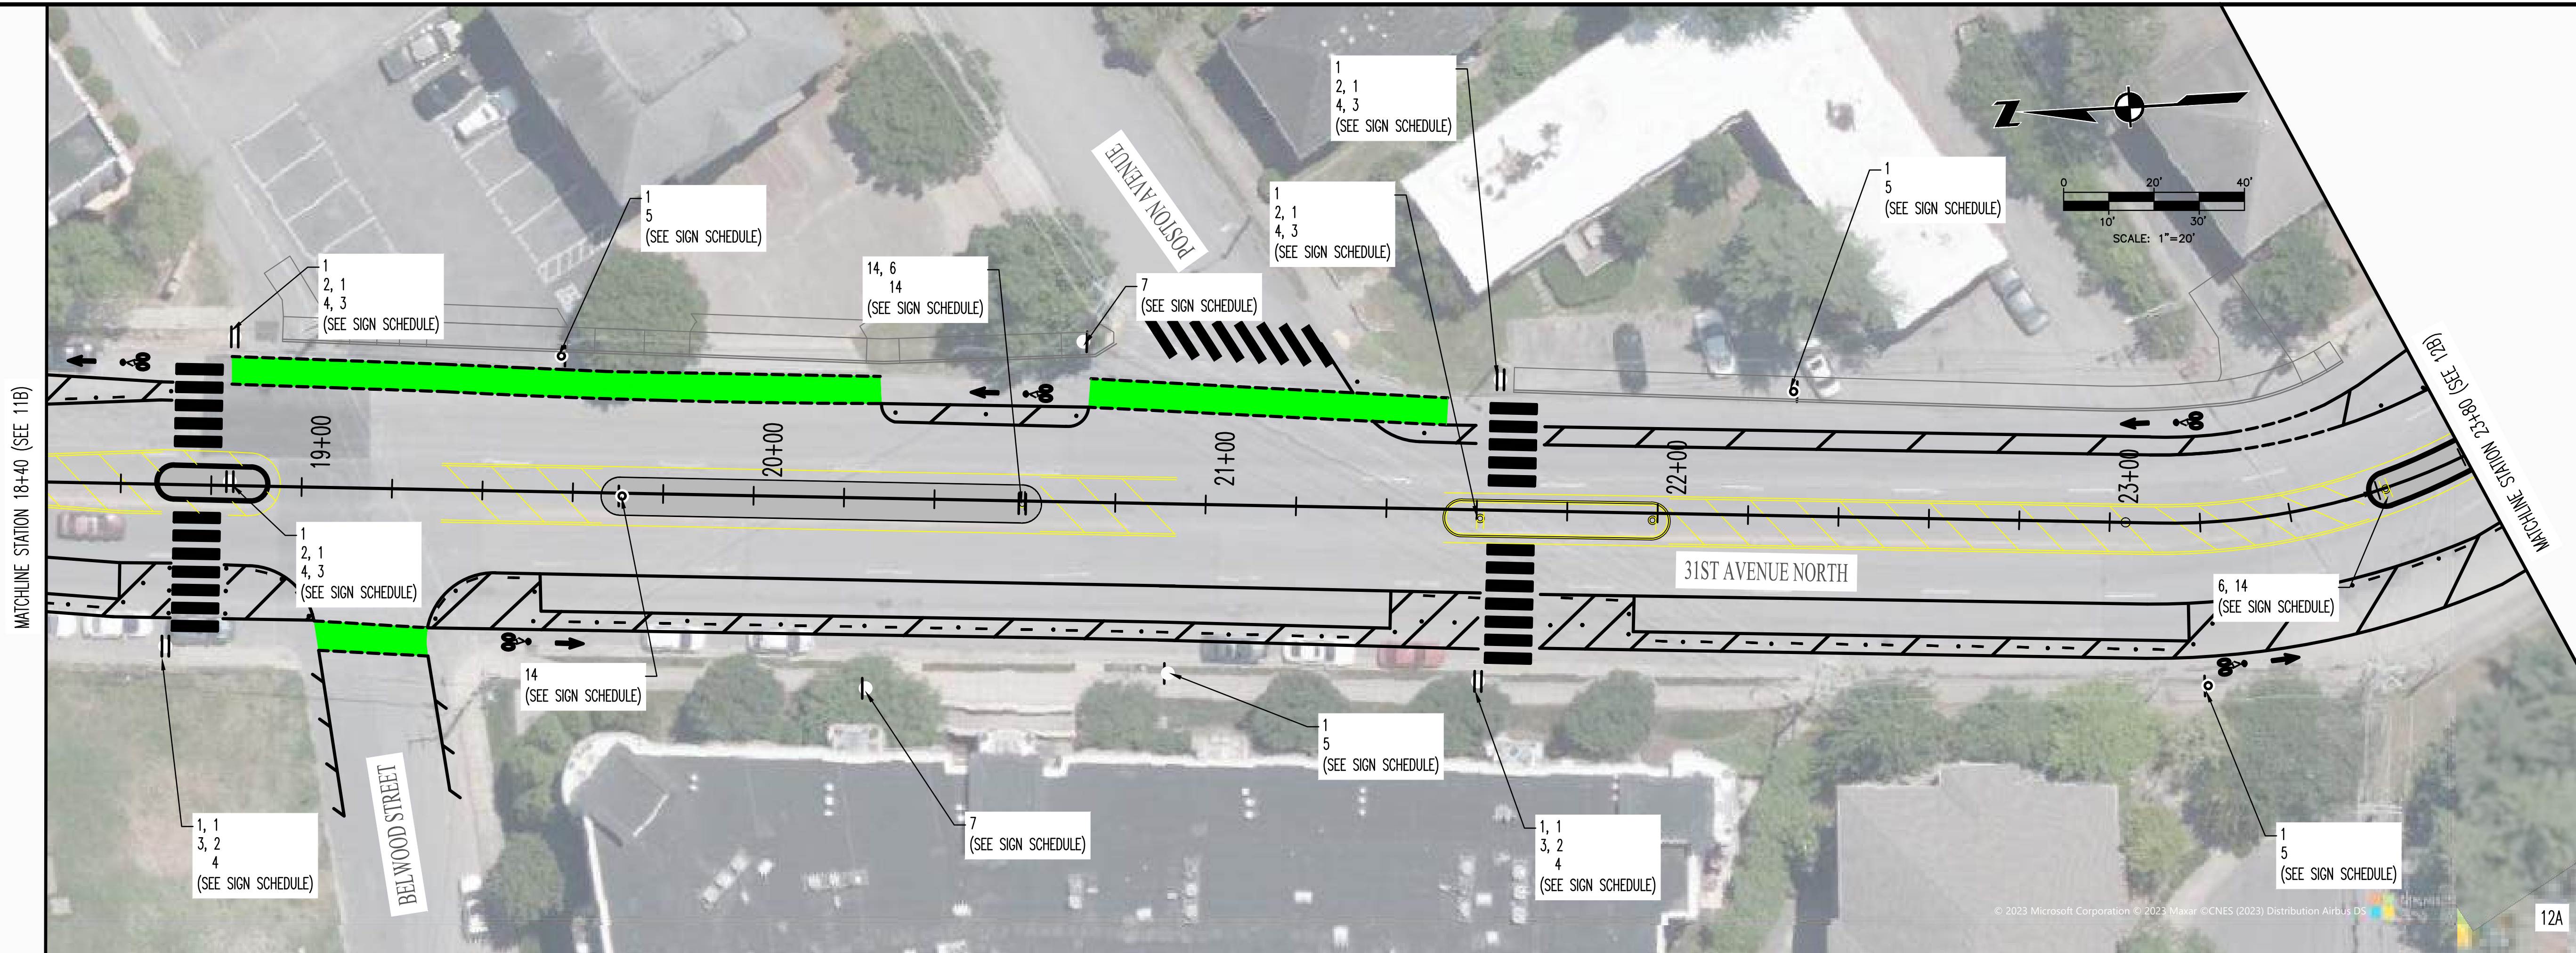 MATCHLINE STATION 18+40 (SEE 11B)
1
2, 1
4, 3
(SEE SIGN SCHEDULE)
1
5
(SEE SIGN SCHEDULE)
14, 6
14
(SEE SIGN SCHEDULE)
POSTON AVENUE
7
(SEE SIGN SCHEDULE)
1
2, 1
4, 3
(SEE SIGN SCHEDULE)
1
2, 1
4, 3
(SEE SIGN SCHEDULE)
1
5
(SEE SIGN SCHEDULE)
Z
0 20' 40'
10' 30'
SCALE: 1"=20'
MATCHLINE STATION 23+80 (SEE 12B)
19+00
20+00
21+00
22+00
23+00
1
2, 1
4, 3
(SEE SIGN SCHEDULE)
31ST AVENUE NORTH
6, 14
(SEE SIGN SCHEDULE)
14
(SEE SIGN SCHEDULE)
1
5
(SEE SIGN SCHEDULE)
BELWOOD STREET
1, 1
3, 2
4
(SEE SIGN SCHEDULE)
7
(SEE SIGN SCHEDULE)
1, 1
3, 2
4
(SEE SIGN SCHEDULE)
1
5
(SEE SIGN SCHEDULE)
© 2023 Microsoft Corporation © 2023 Maxar ©CNES (2023) Distribution Airbus DS
12A